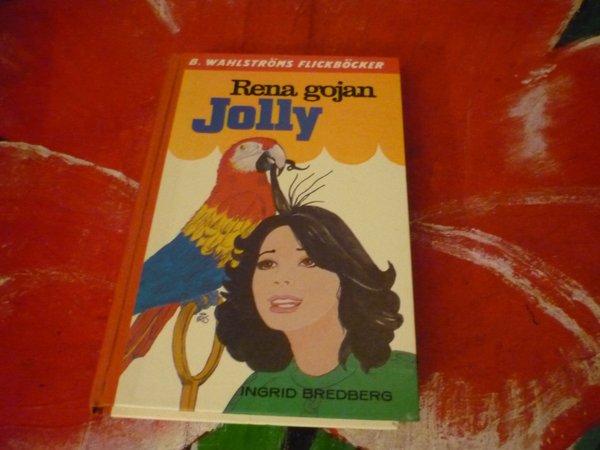 B. WAHLSTRÖMS FLICKBÖCKER
Rena gojan
Jolly
INGRID BREDBERG